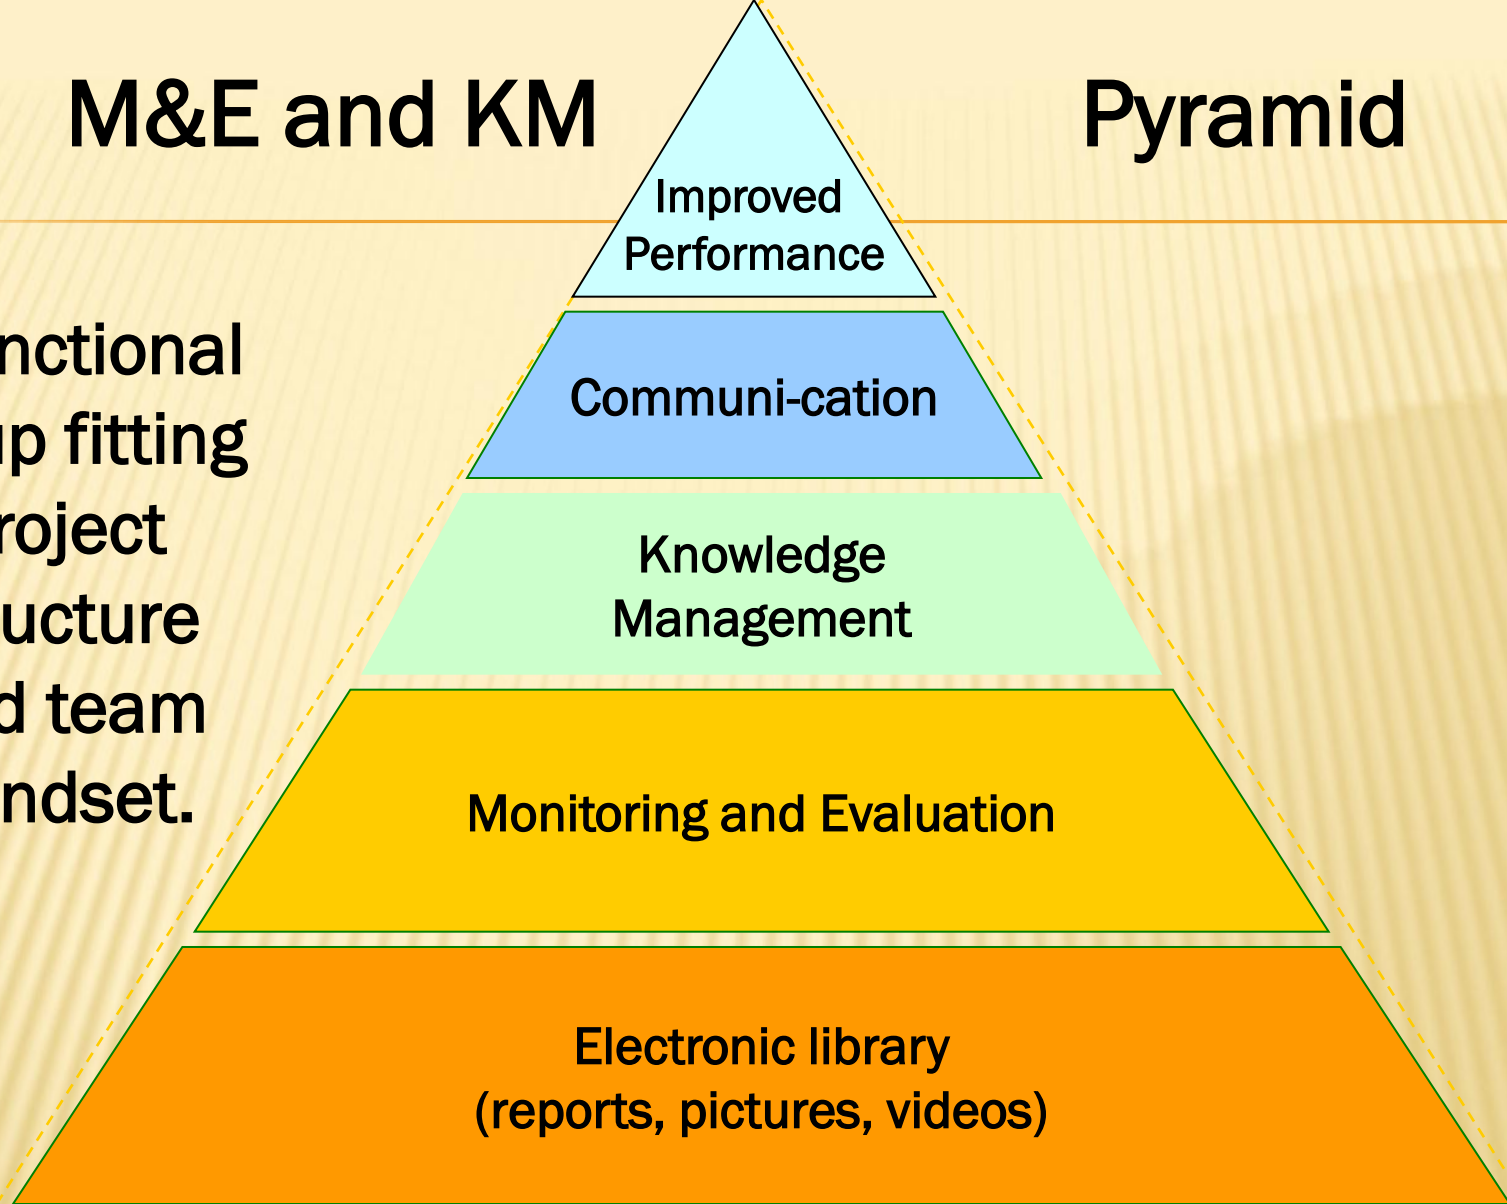 M&E and KM Pyramid
Improved
Performance
nctional
up fitting
roject
ucture
d team
ndset.
Communi-cation
Knowledge
Management
Monitoring and Evaluation
Electronic library
(reports, pictures, videos)